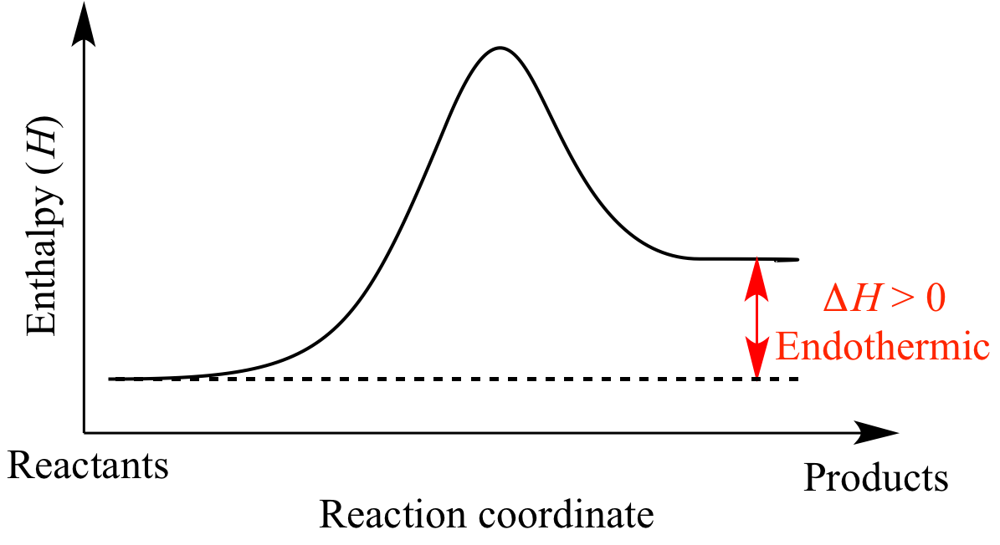 Enthalpy (H)
ΔH > 0
Endothermic
Reactants
Products
Reaction coordinate